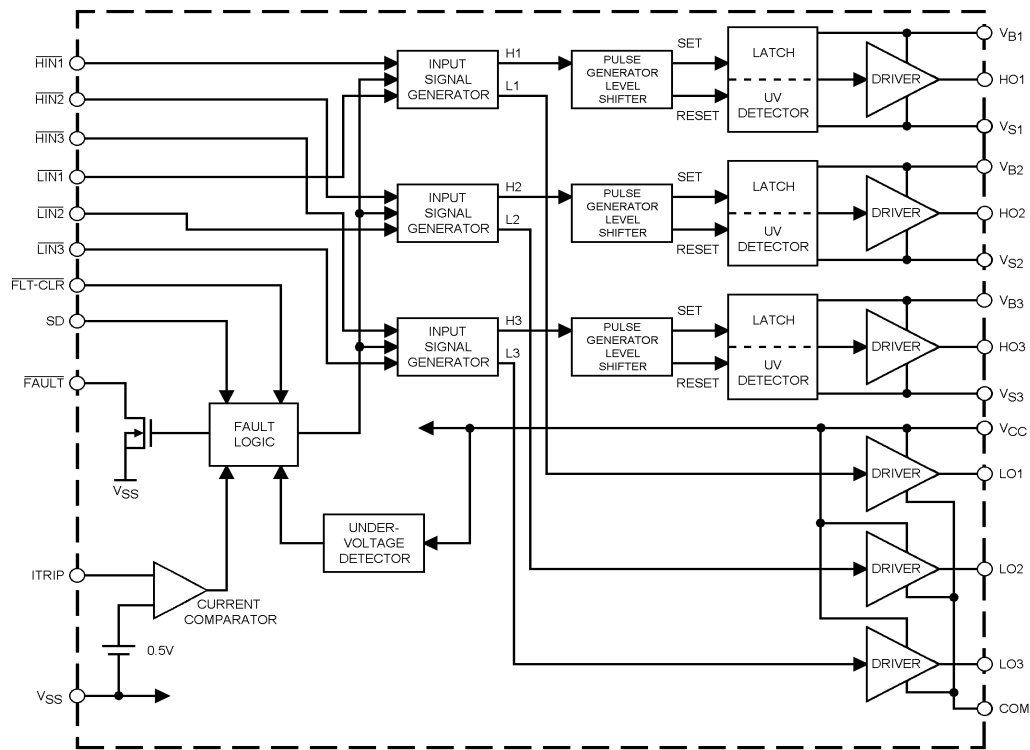 HIN1
HIN2
HIN3
LIN1
LIN2
LIN3
FLT-CLR
SD
FAULT
VSS
ITRIP
0.5V
VSS
CURRENT
COMPARATOR
FAULT
LOGIC
UNDER-
VOLTAGE
DETECTOR
INPUT
SIGNAL
GENERATOR
H1
L1
PULSE
GENERATOR
LEVEL
SHIFTER
SET
RESET
LATCH
UV
DETECTOR
DRIVER
VB1
HO1
VS1
INPUT
SIGNAL
GENERATOR
H2
L2
PULSE
GENERATOR
LEVEL
SHIFTER
SET
RESET
LATCH
UV
DETECTOR
DRIVER
VB2
HO2
VS2
INPUT
SIGNAL
GENERATOR
H3
L3
PULSE
GENERATOR
LEVEL
SHIFTER
SET
RESET
LATCH
UV
DETECTOR
DRIVER
VB3
HO3
VS3
VCC
DRIVER
LO1
DRIVER
LO2
DRIVER
LO3
COM